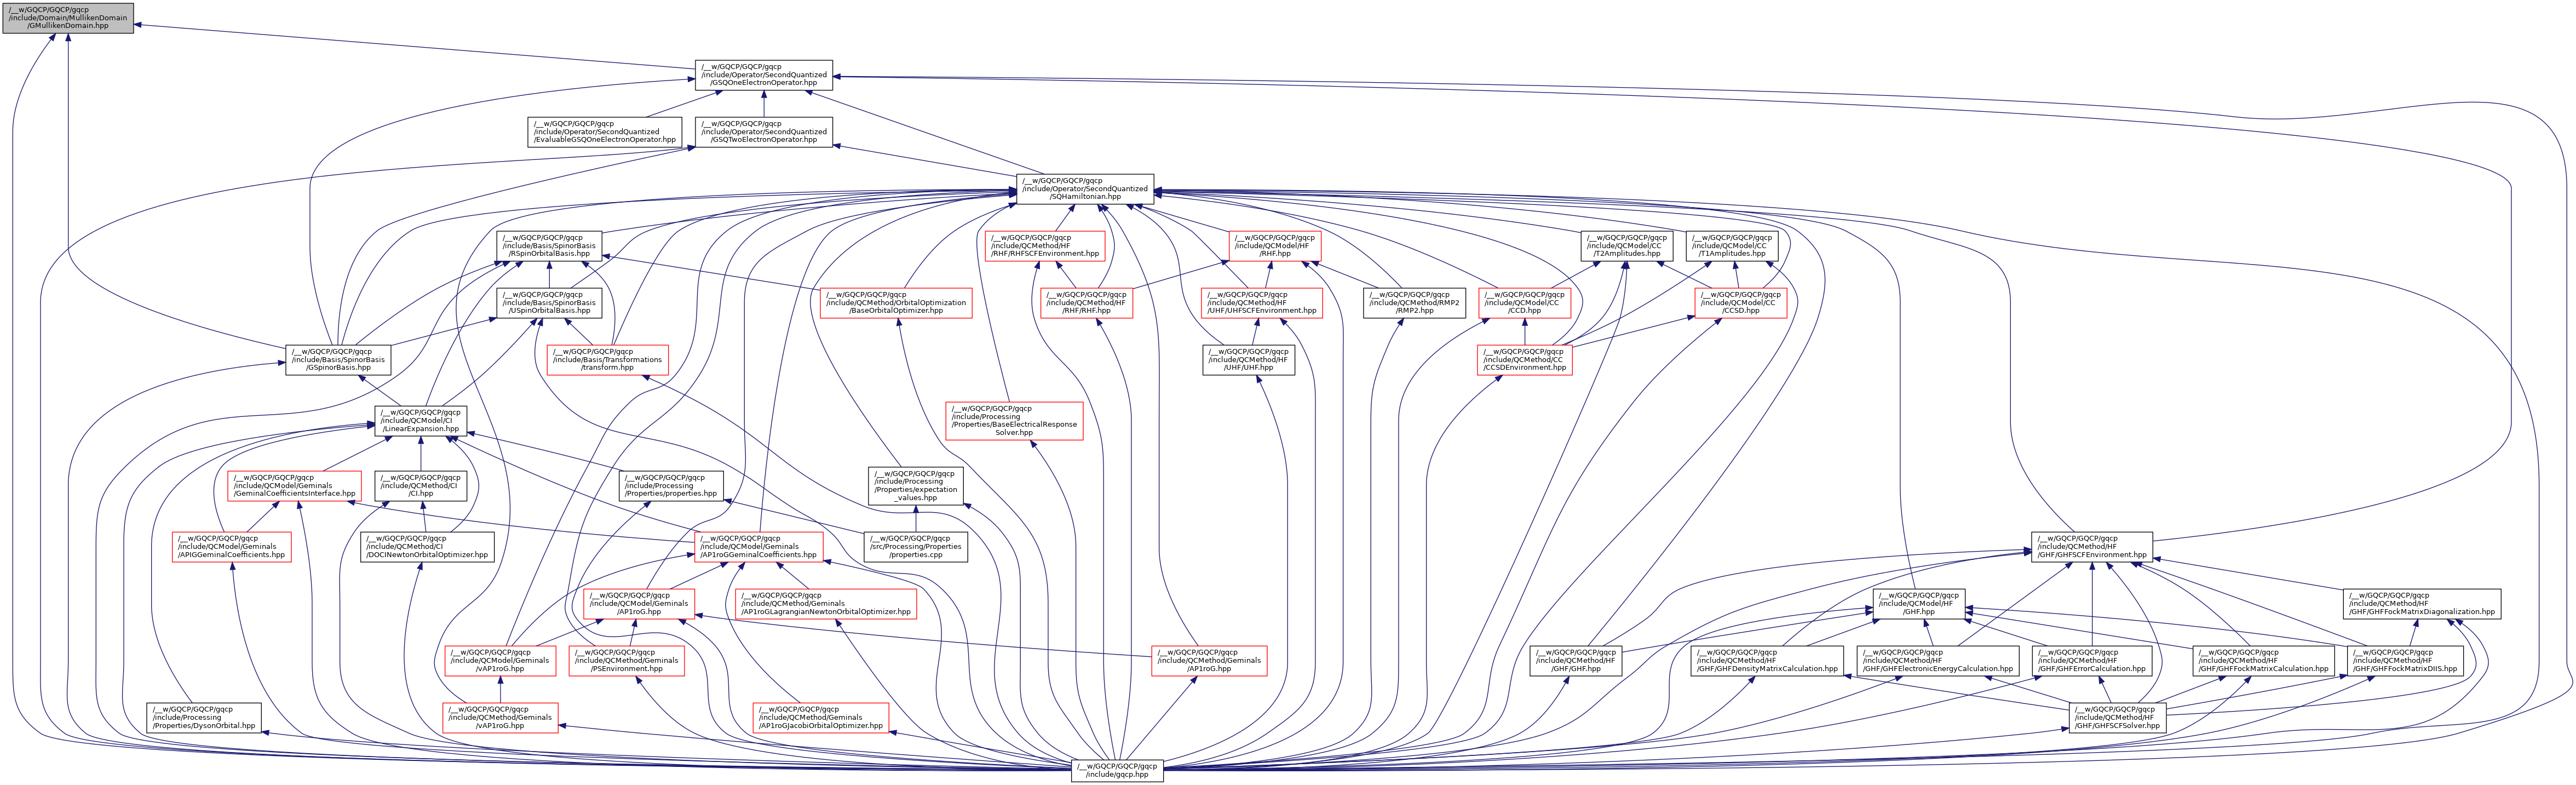 /__w/GQCP/GQCP/gqcp
/include/Domain/MullikenDomain
/GMullikenDomain.hpp
/__w/GQCP/GQCP/gqcp
/include/Operator/SecondQuantized
/GSQOneElectronOperator.hpp
/__w/GQCP/GQCP/gqcp
/include/Operator/SecondQuantized
/EvaluableGSQOneElectronOperator.hpp
/__w/GQCP/GQCP/gqcp
/include/Operator/SecondQuantized
/GSQTwoElectronOperator.hpp
/__w/GQCP/GQCP/gqcp
/include/Operator/SecondQuantized
/SQHamiltonian.hpp
/__w/GQCP/GQCP/gqcp
/include/Basis/SpinorBasis
/RSpinOrbitalBasis.hpp
/__w/GQCP/GQCP/gqcp
/include/QCMethod/HF
/RHF/RHFSCFEnvironment.hpp
/__w/GQCP/GQCP/gqcp
/include/QCModel/HF
/RHF.hpp
/__w/GQCP/GQCP/gqcp
/include/QCModel/CC
/T2Amplitudes.hpp
/__w/GQCP/GQCP/gqcp
/include/QCModel/CC
/T1Amplitudes.hpp
/__w/GQCP/GQCP/gqcp
/include/Basis/SpinorBasis
/USpinOrbitalBasis.hpp
/__w/GQCP/GQCP/gqcp
/include/QCMethod/OrbitalOptimization
/BaseOrbitalOptimizer.hpp
/__w/GQCP/GQCP/gqcp
/include/QCMethod/HF
/RHF/RHF.hpp
/__w/GQCP/GQCP/gqcp
/include/QCMethod/HF
/UHF/UHFSCFEnvironment.hpp
/__w/GQCP/GQCP/gqcp
/include/QCMethod/RMP2
/RMP2.hpp
/__w/GQCP/GQCP/gqcp
/include/QCModel/CC
/CCD.hpp
/__w/GQCP/GQCP/gqcp
/include/QCModel/CC
/CCSD.hpp
/__w/GQCP/GQCP/gqcp
/include/Basis/SpinorBasis
/GSpinorBasis.hpp
/__w/GQCP/GQCP/gqcp
/include/Basis/Transformations
/transform.hpp
/__w/GQCP/GQCP/gqcp
/include/QCMethod/HF
/UHF/UHF.hpp
/__w/GQCP/GQCP/gqcp
/include/QCMethod/CC
/CCSDEnvironment.hpp
/__w/GQCP/GQCP/gqcp
/include/QCModel/CI
/LinearExpansion.hpp
/__w/GQCP/GQCP/gqcp
/include/Processing
/Properties/BaseElectricalResponse
Solver.hpp
/__w/GQCP/GQCP/gqcp
/include/QCModel/Geminals
/GeminalCoefficientsInterface.hpp
/__w/GQCP/GQCP/gqcp
/include/QCMethod/CI
/CI.hpp
/__w/GQCP/GQCP/gqcp
/include/Processing
/Properties/properties.hpp
/__w/GQCP/GQCP/gqcp
/include/Processing
/Properties/expectation
_values.hpp
/__w/GQCP/GQCP/gqcp
/include/QCModel/Geminals
/APIGGeminalCoefficients.hpp
/__w/GQCP/GQCP/gqcp
/include/QCMethod/CI
/DOCINewtonOrbitalOptimizer.hpp
/__w/GQCP/GQCP/gqcp
/include/QCModel/Geminals
/AP1roGGeminalCoefficients.hpp
/__w/GQCP/GQCP/gqcp
/src/Processing/Properties
/properties.cpp
/__w/GQCP/GQCP/gqcp
/include/QCMethod/HF
/GHF/GHFSCFEnvironment.hpp
/__w/GQCP/GQCP/gqcp
/include/QCModel/Geminals
/AP1roG.hpp
/__w/GQCP/GQCP/gqcp
/include/QCMethod/Geminals
/AP1roGLagrangianNewtonOrbitalOptimizer.hpp
/__w/GQCP/GQCP/gqcp
/include/QCModel/HF
/GHF.hpp
/__w/GQCP/GQCP/gqcp
/include/QCMethod/HF
/GHF/GHFFockMatrixDiagonalization.hpp
/__w/GQCP/GQCP/gqcp
/include/QCModel/Geminals
/vAP1roG.hpp
/__w/GQCP/GQCP/gqcp
/include/QCMethod/Geminals
/PSEnvironment.hpp
/__w/GQCP/GQCP/gqcp
/include/QCMethod/Geminals
/AP1roG.hpp
/__w/GQCP/GQCP/gqcp
/include/QCMethod/HF
/GHF/GHF.hpp
/__w/GQCP/GQCP/gqcp
/include/QCMethod/HF
/GHF/GHFDensityMatrixCalculation.hpp
/__w/GQCP/GQCP/gqcp
/include/QCMethod/HF
/GHF/GHFElectronicEnergyCalculation.hpp
/__w/GQCP/GQCP/gqcp
/include/QCMethod/HF
/GHF/GHFErrorCalculation.hpp
/__w/GQCP/GQCP/gqcp
/include/QCMethod/HF
/GHF/GHFFockMatrixCalculation.hpp
/__w/GQCP/GQCP/gqcp
/include/QCMethod/HF
/GHF/GHFFockMatrixDIIS.hpp
/__w/GQCP/GQCP/gqcp
/include/Processing
/Properties/DysonOrbital.hpp
/__w/GQCP/GQCP/gqcp
/include/QCMethod/Geminals
/vAP1roG.hpp
/__w/GQCP/GQCP/gqcp
/include/QCMethod/Geminals
/AP1roGJacobiOrbitalOptimizer.hpp
/__w/GQCP/GQCP/gqcp
/include/QCMethod/HF
/GHF/GHFSCFSolver.hpp
/__w/GQCP/GQCP/gqcp
/include/gqcp.hpp